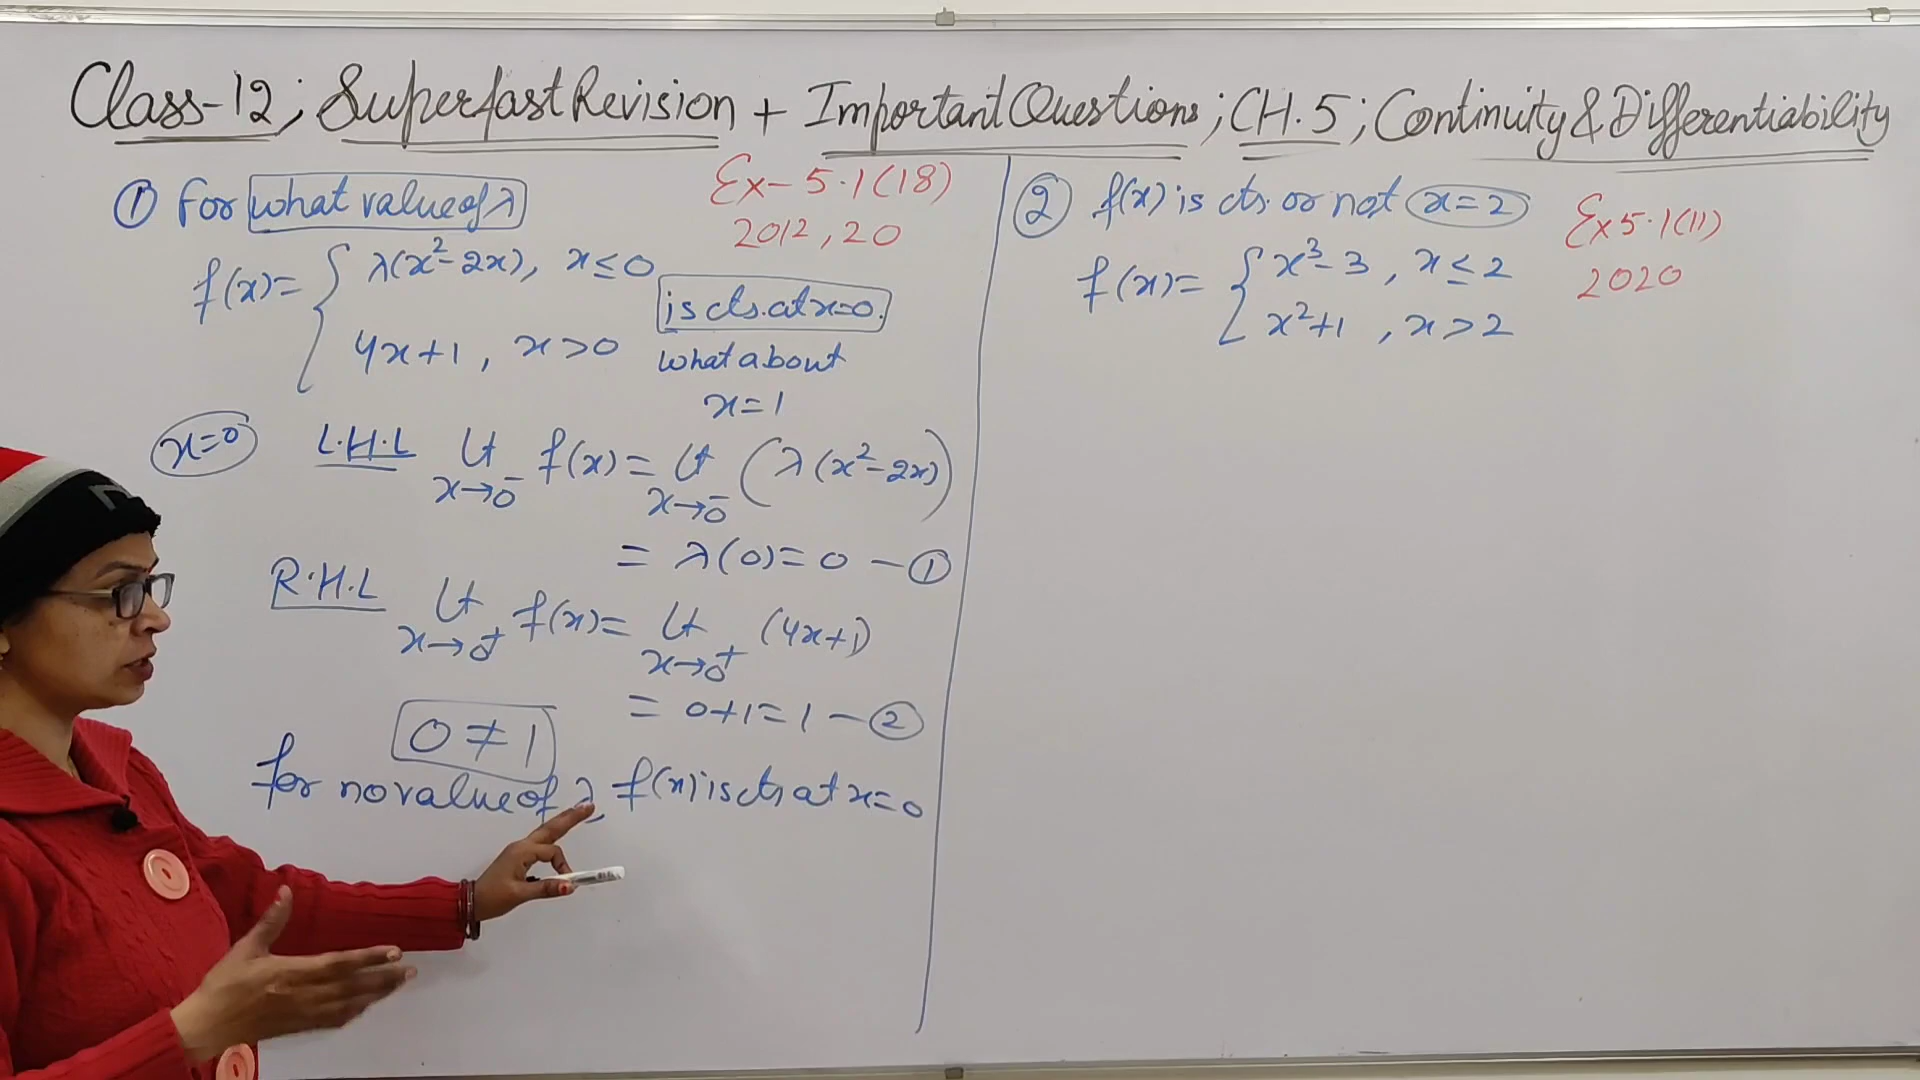 Class-12; Superfast Revision + Important Questions; CH.5; Continuity & Differentiability
① For what value of λ
Ex-5.1(18)
2012, 20
f(x)= { λ(x²-2x), x≤0
4x+1, x>0
is cts. at x=0.
what about
x=1
x=0 L.H.L Lt x→0⁻ f(x)= Lt x→0⁻ (λ(x²-2x))
= λ(0)=0 —①
R.H.L Lt x→0⁺ f(x)= Lt x→0⁺ (4x+1)
= 0+1=1 —②
0≠1
for no value of λ f(x) is cts at x=0
② f(x) is cts. or not x=2
Ex 5.1(11)
2020
f(x)= { x³-3, x≤2
x²+1, x>2